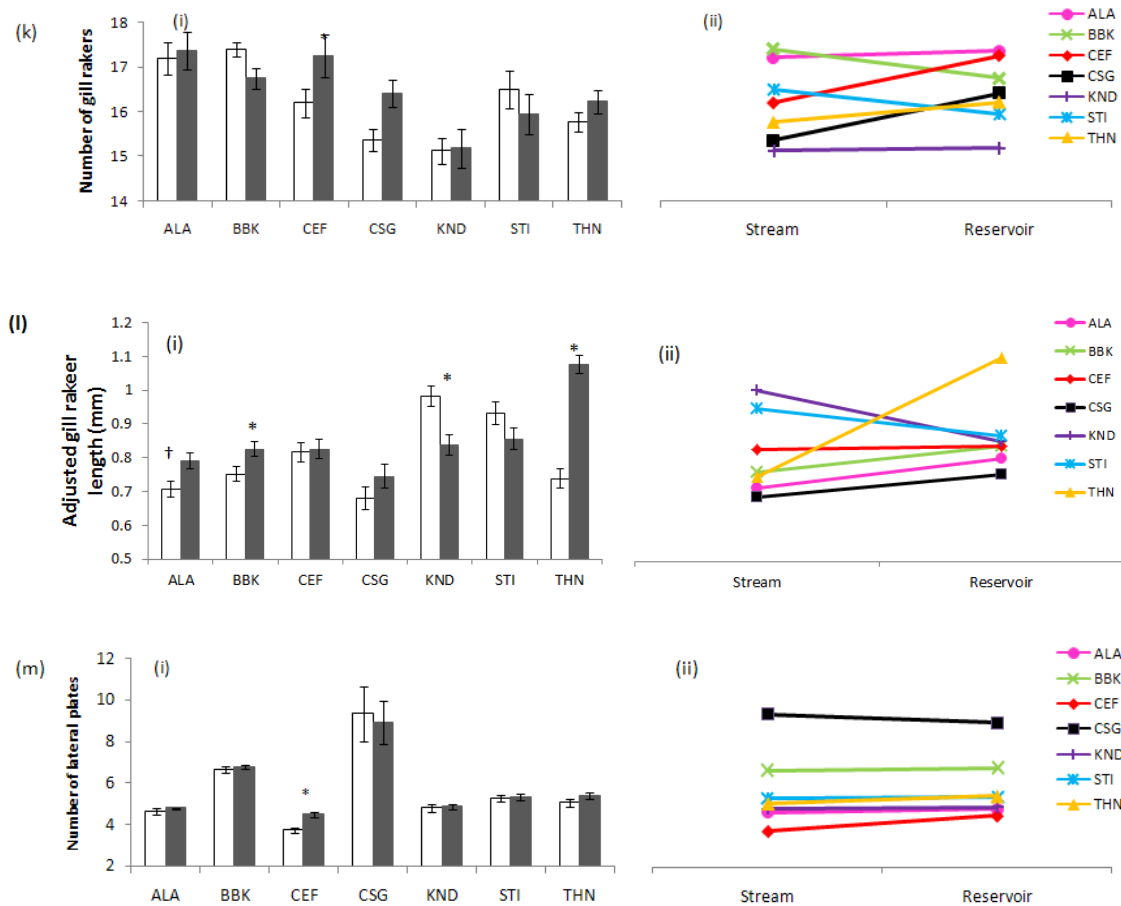 (k)
(i)
Number of gill rakers
18
17
16
15
14
*
ALA BBK CEF CSG KND STI THN
(ii)
Stream Reservoir
ALA
BBK
CEF
CSG
KND
STI
THN
(l)
(i)
Adjusted gill rakeer
length (mm)
1.2
1.1
1
0.9
0.8
0.7
0.6
0.5
† * * *
ALA BBK CEF CSG KND STI THN
(ii)
Stream Reservoir
ALA
BBK
CEF
CSG
KND
STI
THN
(m)
(i)
Number of lateral plates
12
10
8
6
4
2
*
ALA BBK CEF CSG KND STI THN
(ii)
Stream Reservoir
ALA
BBK
CEF
CSG
KND
STI
THN